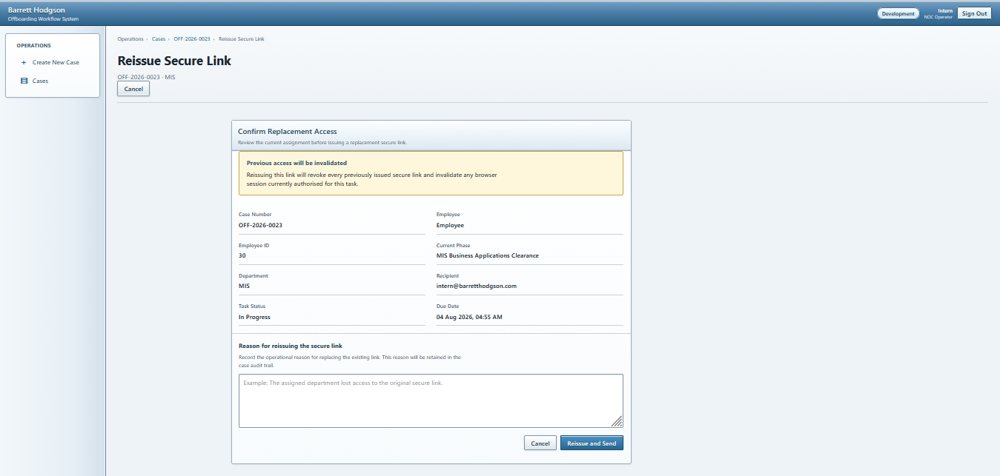 Barrett Hodgson
Offboarding Workflow System
Development
Intern
NOC Operator
Sign Out
OPERATIONS
+ Create New Case
Cases
Operations › Cases › OFF-2026-0023 › Reissue Secure Link
Reissue Secure Link
OFF-2026-0023 · MIS
Cancel
Confirm Replacement Access
Review the current assignment before issuing a replacement secure link.
Previous access will be invalidated
Reissuing this link will revoke every previously issued secure link and invalidate any browser
session currently authorised for this task.
Case Number
OFF-2026-0023
Employee
Employee
Employee ID
30
Current Phase
MIS Business Applications Clearance
Department
MIS
Recipient
intern@barretthodgson.com
Task Status
In Progress
Due Date
04 Aug 2026, 04:55 AM
Reason for reissuing the secure link
Record the operational reason for replacing the existing link. This reason will be retained in the
case audit trail.
Example: The assigned department lost access to the original secure link.
Cancel
Reissue and Send